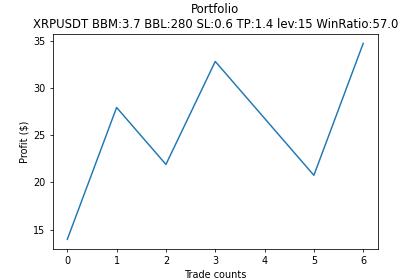 Portfolio
XRPUSDT BBM:3.7 BBL:280 SL:0.6 TP:1.4 lev:15 WinRatio:57.0
35
30
25
20
15
Profit ($)
0 1 2 3 4 5 6
Trade counts